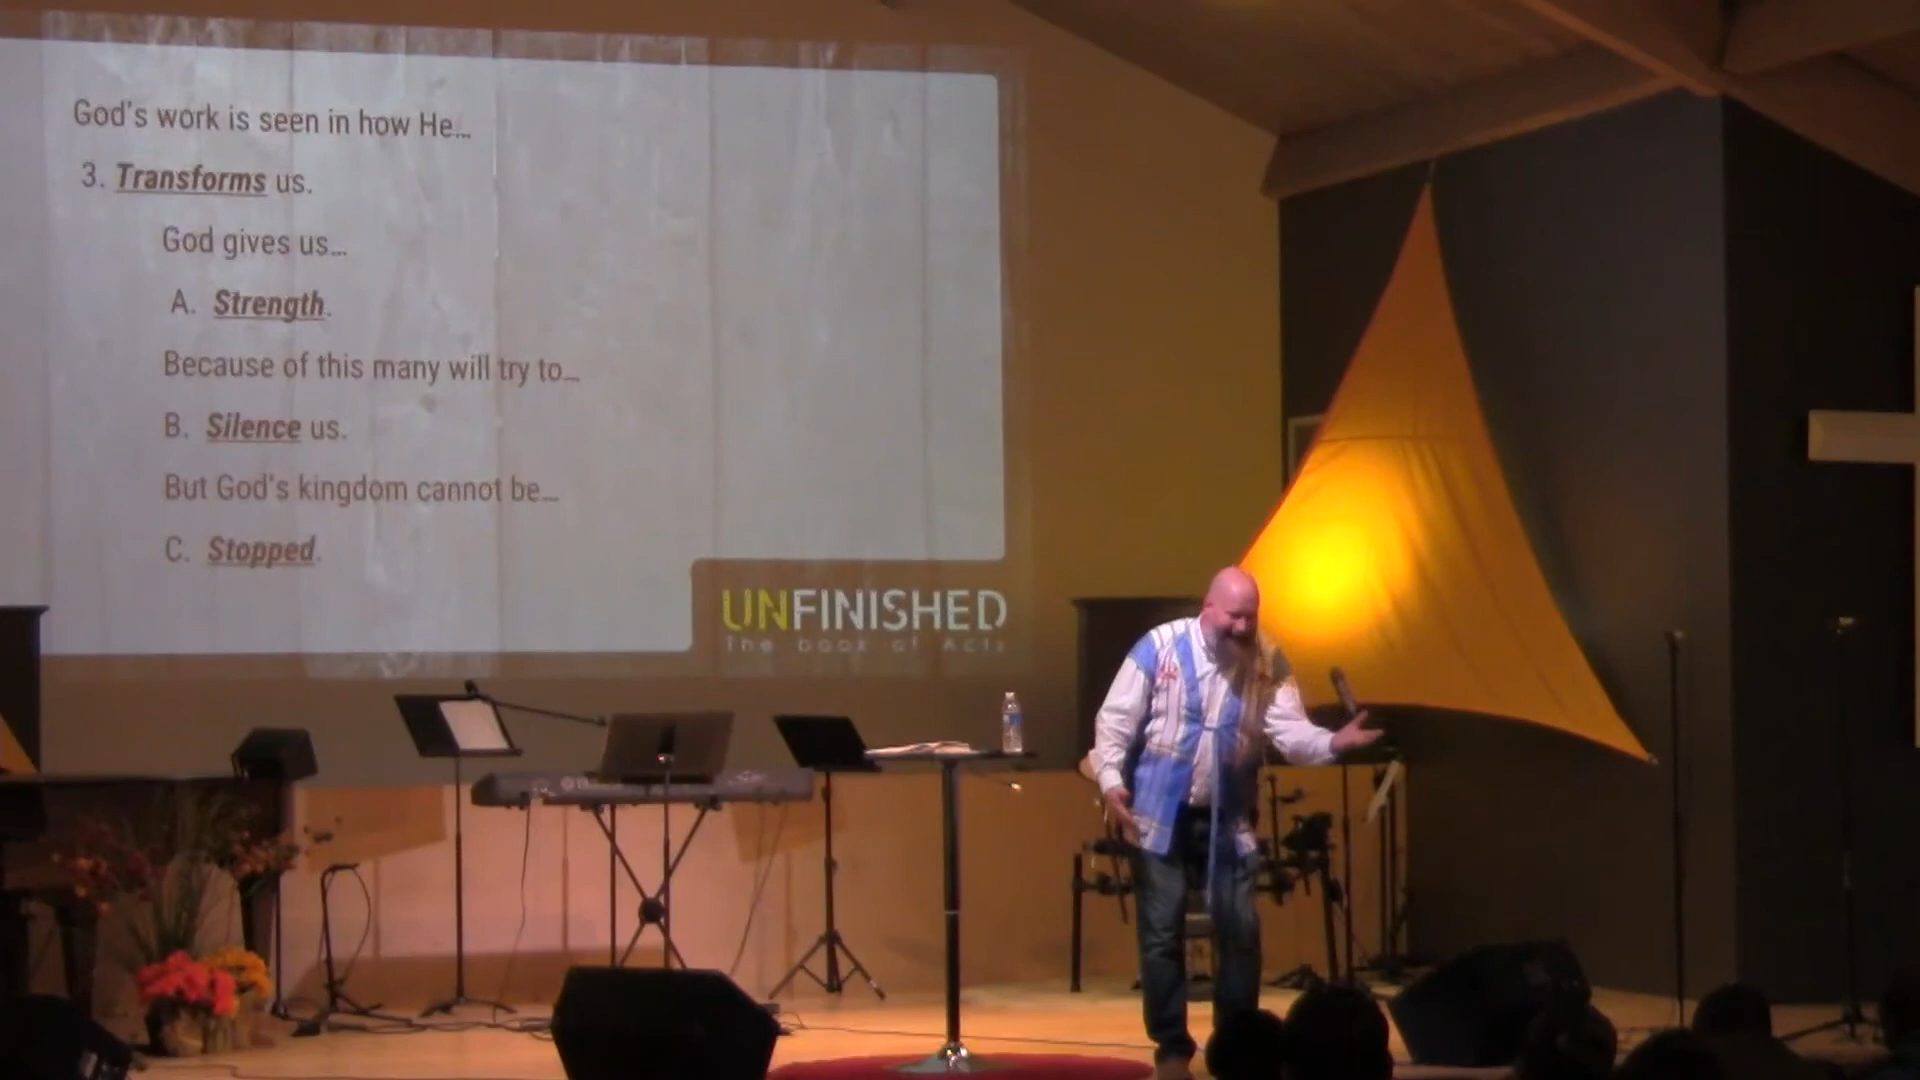 God's work is seen in how He...
3. Transforms us.
God gives us...
A. Strength.
Because of this many will try to...
B. Silence us.
But God's kingdom cannot be...
C. Stopped.
UNFINISHED
The book of Acts